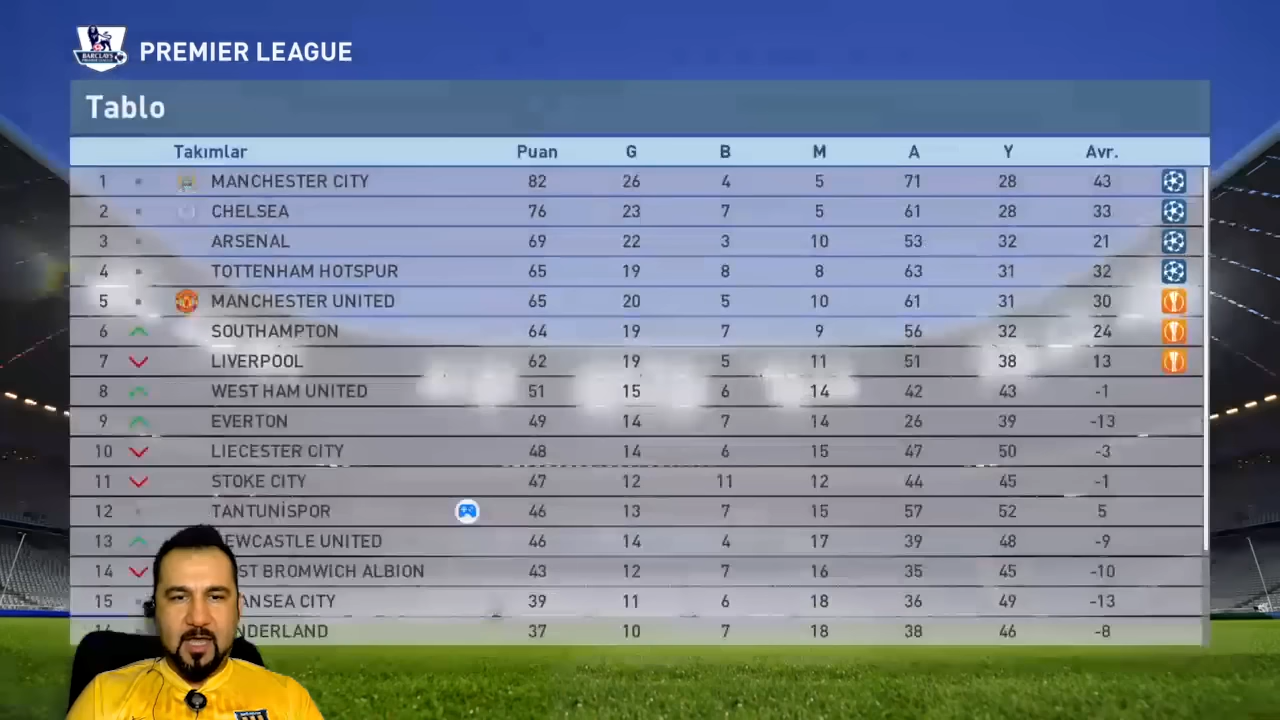 PREMIER LEAGUE
Tablo
Takımlar Puan G B M A Y Avr.
1 MANCHESTER CITY 82 26 4 5 71 28 43
2 CHELSEA 76 23 7 5 61 28 33
3 ARSENAL 69 22 3 10 53 32 21
4 TOTTENHAM HOTSPUR 65 19 8 8 63 31 32
5 MANCHESTER UNITED 65 20 5 10 61 31 30
6 SOUTHAMPTON 64 19 7 9 56 32 24
7 LIVERPOOL 62 19 5 11 51 38 13
8 WEST HAM UNITED 51 15 6 14 42 43 -1
9 EVERTON 49 14 7 14 26 39 -13
10 LIECESTER CITY 48 14 6 15 47 50 -3
11 STOKE CITY 47 12 11 12 44 45 -1
12 TANTUNİSPOR 46 13 7 15 57 52 5
13 EWCASTLE UNITED 46 14 4 17 39 48 -9
14 ST BROMWICH ALBION 43 12 7 16 35 45 -10
15 ANSEA CITY 39 11 6 18 36 49 -13
NDERLAND 37 10 7 18 38 46 -8